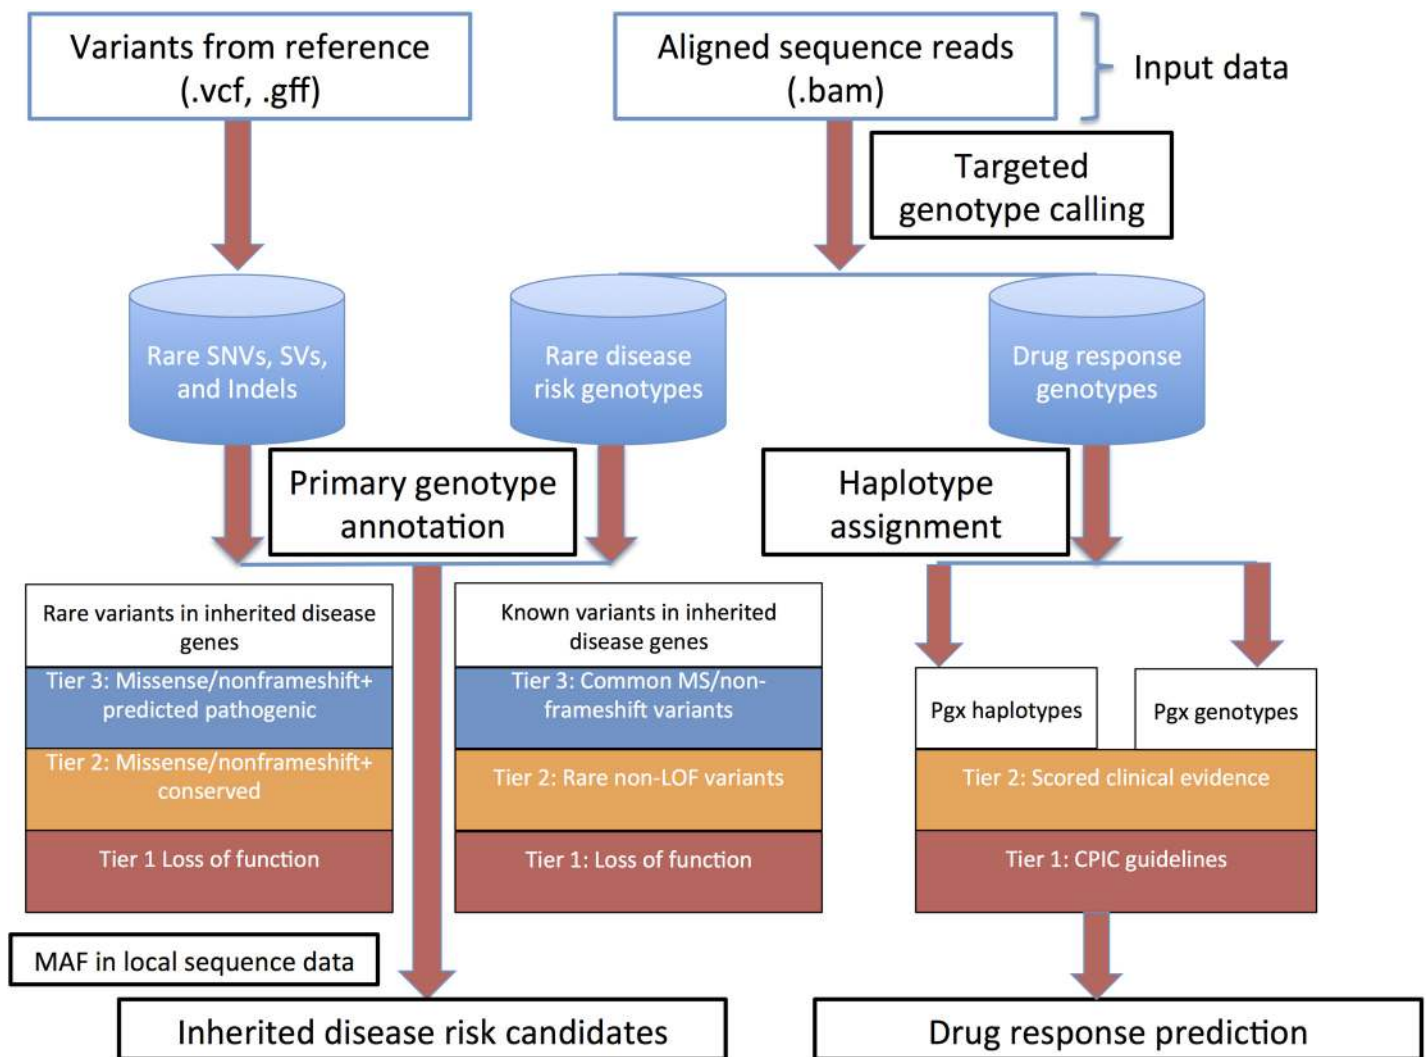 Variants from reference
(.vcf, .gff)
Aligned sequence reads
(.bam)
Input data
Targeted
genotype calling
Rare SNVs, SVs,
and Indels
Rare disease
risk genotypes
Drug response
genotypes
Primary genotype
annotation
Haplotype
assignment
Rare variants in inherited disease
genes
Tier 3: Missense/nonframeshift+
predicted pathogenic
Tier 2: Missense/nonframeshift+
conserved
Tier 1 Loss of function
Known variants in inherited
disease genes
Tier 3: Common MS/non-
frameshift variants
Tier 2: Rare non-LOF variants
Tier 1: Loss of function
Pgx haplotypes
Pgx genotypes
Tier 2: Scored clinical evidence
Tier 1: CPIC guidelines
MAF in local sequence data
Inherited disease risk candidates
Drug response prediction